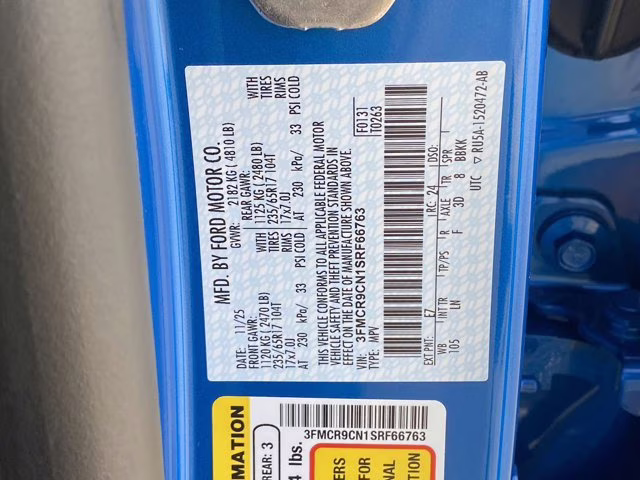 MFD. BY FORD MOTOR CO.
DATE: 11/25 GVWR: 2182 KG ( 4810 LB)
FRONT GAWR: REAR GAWR: WITH
1120 KG ( 2470 LB) 1125 KG ( 2480 LB) TIRES
235/65R17 104T 235/65R17 104T RIMS
17x7.0J 17x7.0J
AT 230 kPa/ 33 PSI COLD AT 230 kPa/ 33 PSI COLD
WITH
TIRES
RIMS
THIS VEHICLE CONFORMS TO ALL APPLICABLE FEDERAL MOTOR
VEHICLE SAFETY AND THEFT PREVENTION STANDARDS IN
EFFECT ON THE DATE OF MANUFACTURE SHOWN ABOVE.
VIN: 3FMCR9CN1SRF66763
TYPE: MPV
F0131
T0263
EXT PNT: E7 RC: 24 DSO:
WB INT TR TP/PS R AXLE TR SPR
105 LN F 3D 8 BBKK
UTC ▽ RU5A-1520472-AB
3FMCR9CN1SRF66763
MATION
REAR: 3
lbs.
FOR